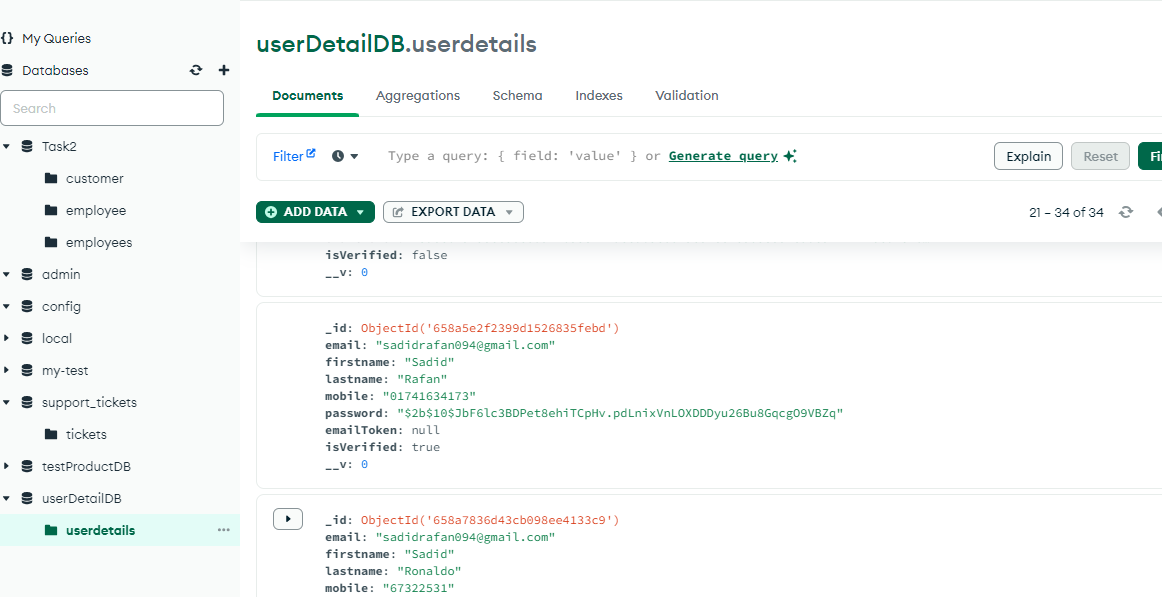 {} My Queries
Databases
Search
Task2
customer
employee
employees
admin
config
local
my-test
support_tickets
tickets
testProductDB
userDetailDB
userdetails
userDetailDB.userdetails
Documents Aggregations Schema Indexes Validation
Filter Type a query: { field: 'value' } or Generate query Explain Reset Fi
ADD DATA EXPORT DATA 21 – 34 of 34
isVerified: false
__v: 0
_id: ObjectId('658a5e2f2399d1526835febd')
email: "sadidrafan094@gmail.com"
firstname: "Sadid"
lastname: "Rafan"
mobile: "01741634173"
password: "$2b$10$JbF6lc3BDPet8ehiTCpHv.pdLnixVnLOXDDDyu26Bu8GqcgO9VBZq"
emailToken: null
isVerified: true
__v: 0
_id: ObjectId('658a7836d43cb098ee4133c9')
email: "sadidrafan094@gmail.com"
firstname: "Sadid"
lastname: "Ronaldo"
mobile: "67322531"